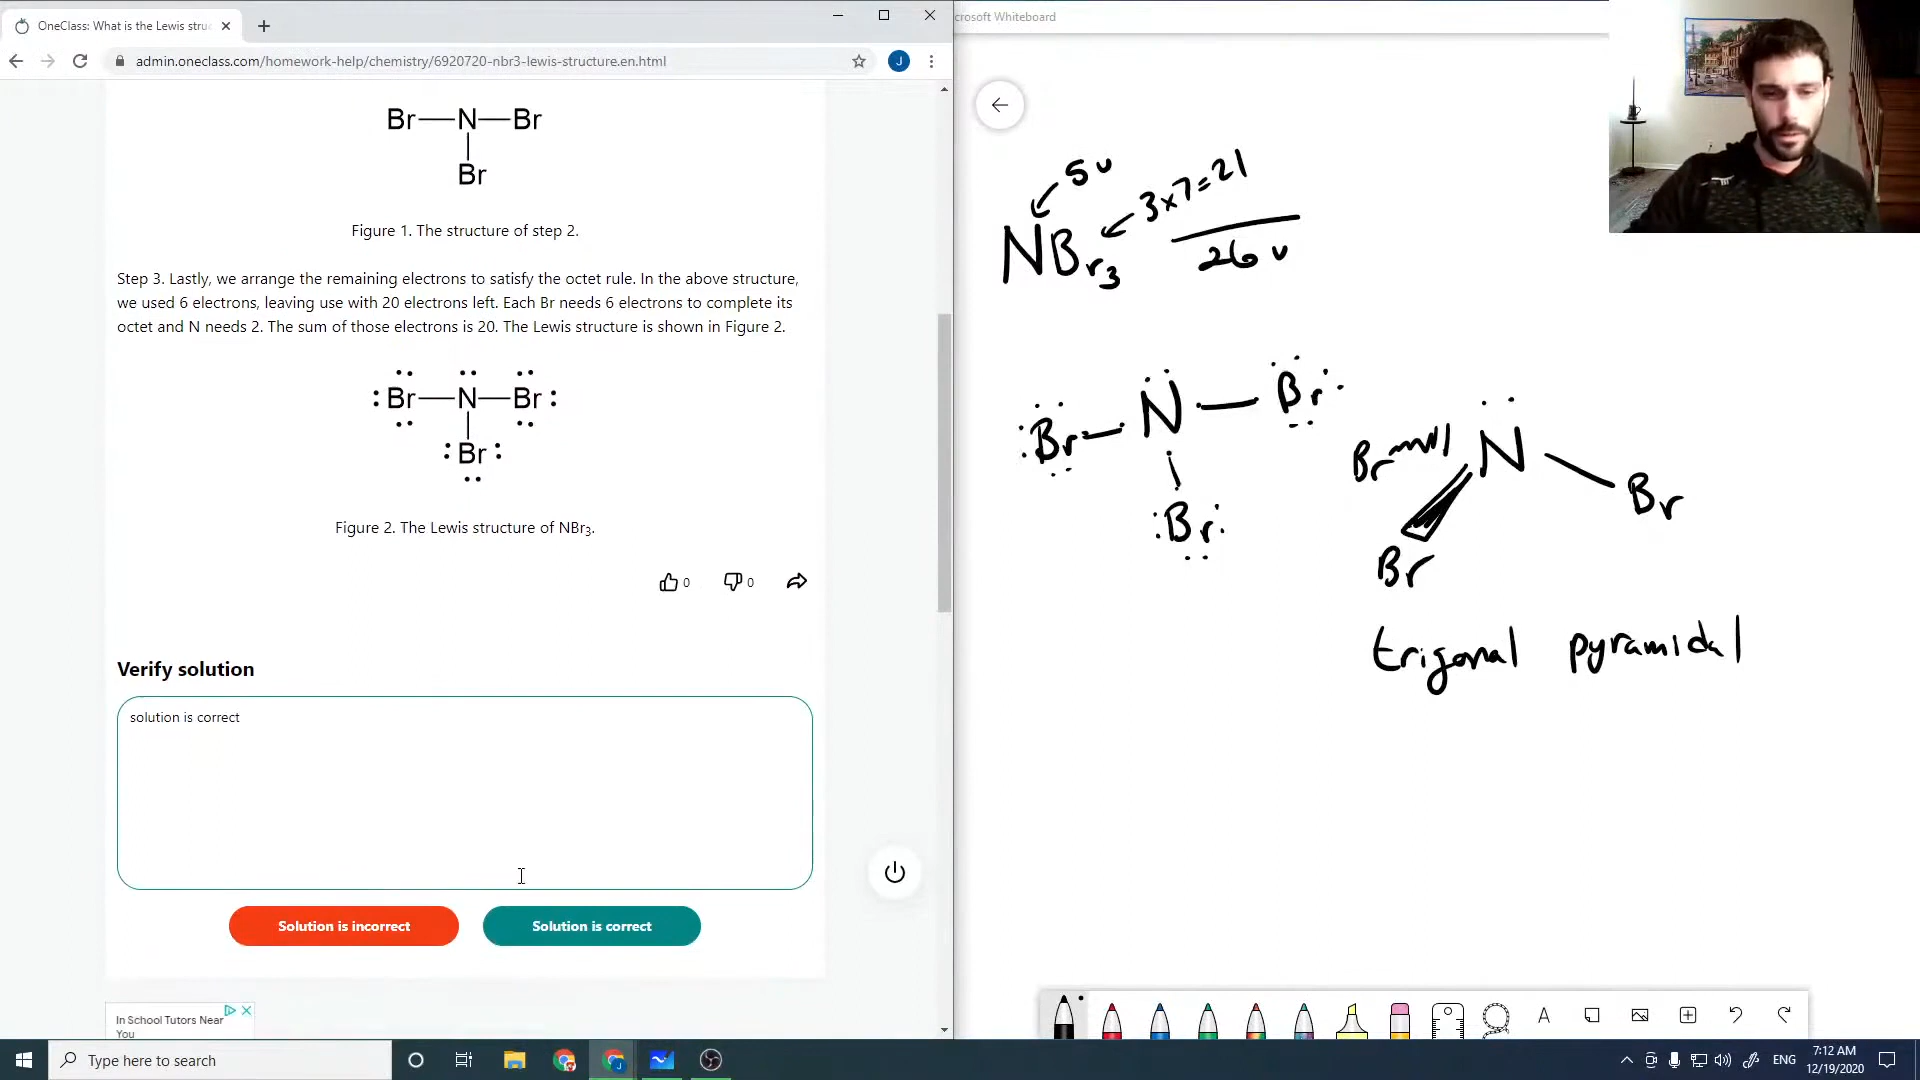 OneClass: What is the Lewis stru
admin.oneclass.com/homework-help/chemistry/6920720-nbr3-lewis-structure.en.html
J
Br—N—Br
Br
Figure 1. The structure of step 2.
Step 3. Lastly, we arrange the remaining electrons to satisfy the octet rule. In the above structure,
we used 6 electrons, leaving use with 20 electrons left. Each Br needs 6 electrons to complete its
octet and N needs 2. The sum of those electrons is 20. The Lewis structure is shown in Figure 2.
Br—N—Br
Br
Figure 2. The Lewis structure of NBr3.
0 0
Verify solution
solution is correct
Solution is incorrect Solution is correct
In School Tutors Near
You
crosoft Whiteboard
5 v
3x7=21
NBr3
26 v
Br—N—Br
Br
Br N Br
Br
trigonal pyramidal
A
Type here to search
ENG
7:12 AM
12/19/2020